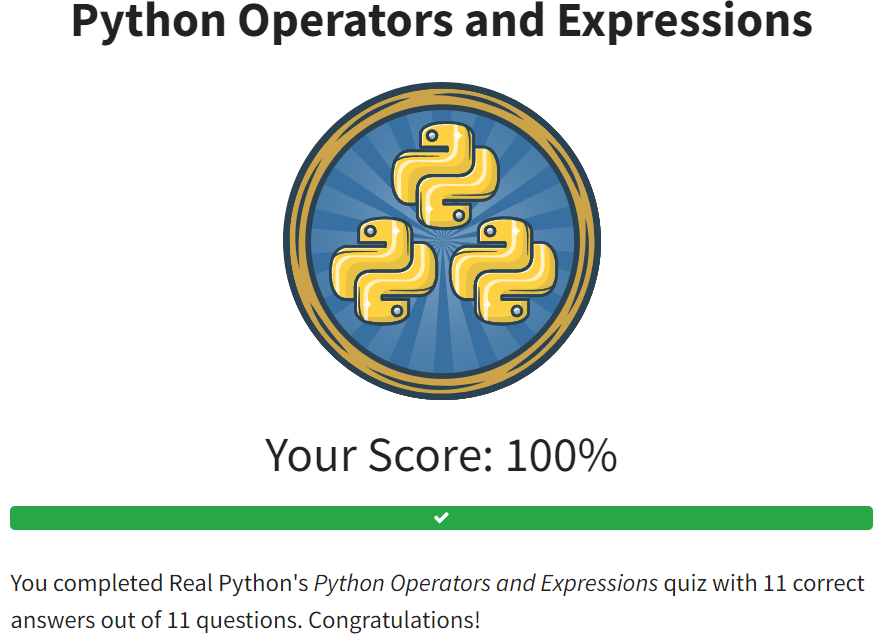 Python Operators and Expressions
Your Score: 100%
You completed Real Python's Python Operators and Expressions quiz with 11 correct
answers out of 11 questions. Congratulations!